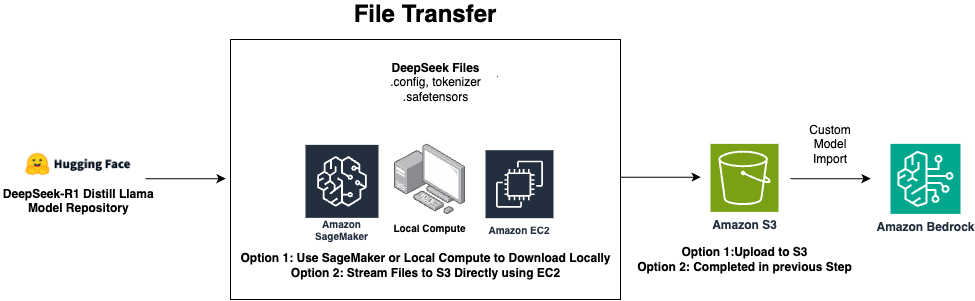 File Transfer
DeepSeek Files
.config, tokenizer
.safetensors
Hugging Face
DeepSeek-R1 Distill Llama
Model Repository
Amazon
SageMaker
Local Compute
Amazon EC2
Option 1: Use SageMaker or Local Compute to Download Locally
Option 2: Stream Files to S3 Directly using EC2
Amazon S3
Option 1:Upload to S3
Option 2: Completed in previous Step
Custom
Model
Import
Amazon Bedrock